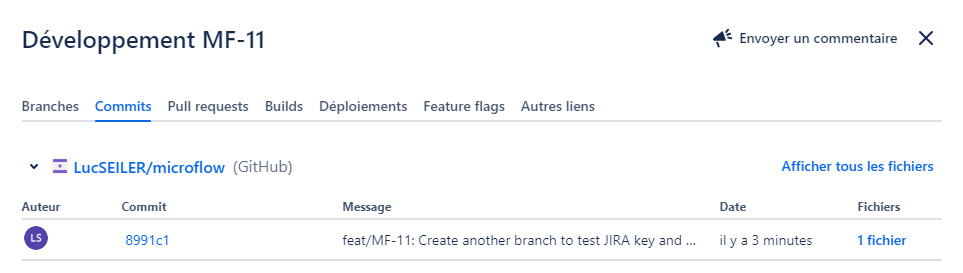 Développement MF-11
Envoyer un commentaire
Branches Commits Pull requests Builds Déploiements Feature flags Autres liens
LucSEILER/microflow (GitHub)
Afficher tous les fichiers
Auteur Commit Message Date Fichiers
LS 8991c1 feat/MF-11: Create another branch to test JIRA key and ... il y a 3 minutes 1 fichier